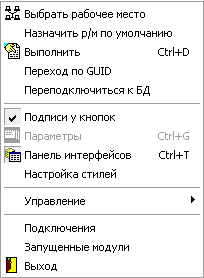 Выбрать рабочее место
Назначить р/м по умолчанию
Выполнить Ctrl+D
Переход по GUID
Переподключиться к БД
Подписи у кнопок
Параметры Ctrl+G
Панель интерфейсов Ctrl+T
Настройка стилей
Управление
Подключения
Запущенные модули
Выход